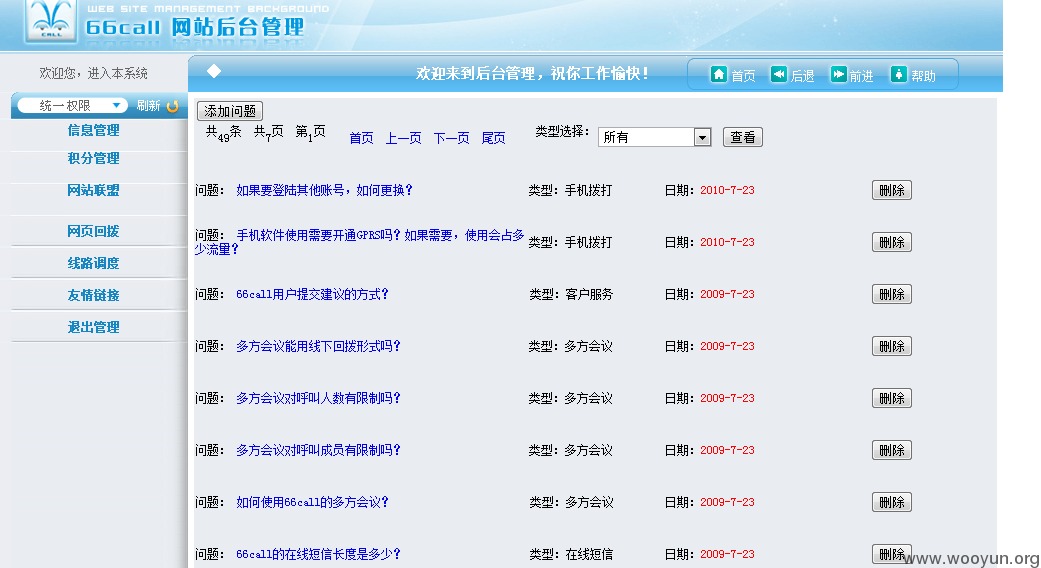 WEB SITE MANAGEMENT BACKGROUND
CALL 66call 网站后台管理
欢迎您，进入本系统
欢迎来到后台管理，祝你工作愉快！
首页 后退 前进 帮助
统一权限 刷新
信息管理
积分管理
网站联盟
网页回拨
线路调度
友情链接
退出管理
添加问题
共49条 共7页 第1页 首页 上一页 下一页 尾页 类型选择： 所有 查看
问题： 如果要登陆其他账号，如何更换？ 类型：手机拨打 日期：2010-7-23 删除
问题： 手机软件使用需要开通GPRS吗？如果需要，使用会占多
少流量？ 类型：手机拨打 日期：2010-7-23 删除
问题： 66call用户提交建议的方式？ 类型：客户服务 日期：2009-7-23 删除
问题： 多方会议能用线下回拨形式吗？ 类型：多方会议 日期：2009-7-23 删除
问题： 多方会议对呼叫人数有限制吗？ 类型：多方会议 日期：2009-7-23 删除
问题： 多方会议对呼叫成员有限制吗？ 类型：多方会议 日期：2009-7-23 删除
问题： 如何使用66call的多方会议？ 类型：多方会议 日期：2009-7-23 删除
问题： 66call的在线短信长度是多少？ 类型：在线短信 日期：2009-7-23 删除
www.wooyun.org